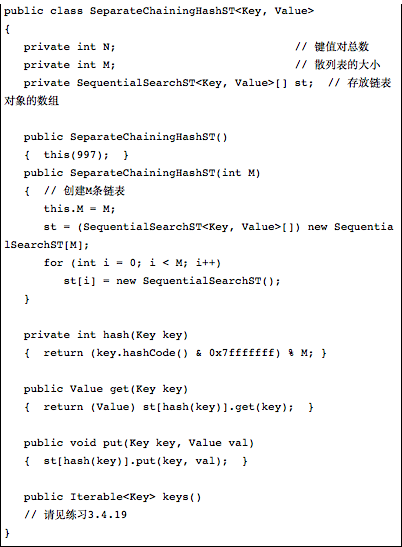 public class SeparateChainingHashST<Key, Value>
{
private int N; // 键值对总数
private int M; // 散列表的大小
private SequentialSearchST<Key, Value>[] st; // 存放链表
对象的数组
public SeparateChainingHashST()
{ this(997); }
public SeparateChainingHashST(int M)
{ // 创建M条链表
this.M = M;
st = (SequentialSearchST<Key, Value>[]) new Sequentia
lSearchST[M];
for (int i = 0; i < M; i++)
st[i] = new SequentialSearchST();
}
private int hash(Key key)
{ return (key.hashCode() & 0x7fffffff) % M; }
public Value get(Key key)
{ return (Value) st[hash(key)].get(key); }
public void put(Key key, Value val)
{ st[hash(key)].put(key, val); }
public Iterable<Key> keys()
// 请见练习3.4.19
}